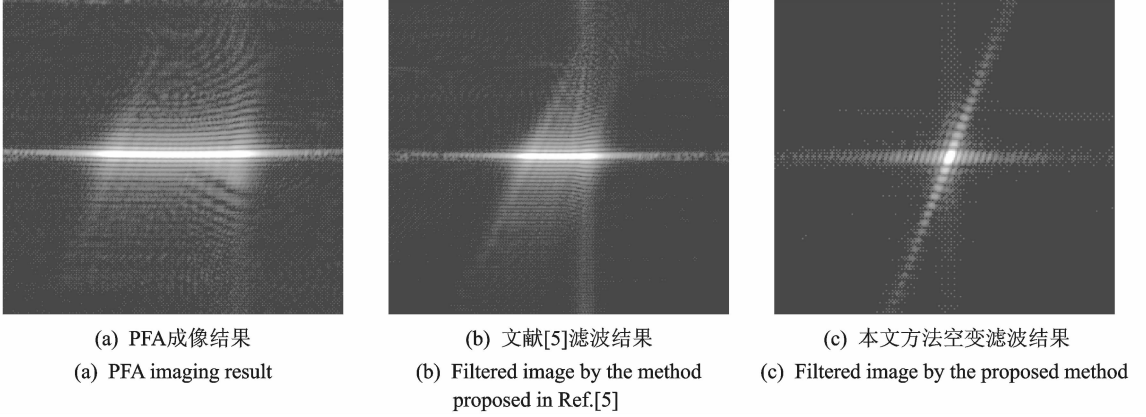 (a) PFA成像结果
(a) PFA imaging result
(b) 文献[5]滤波结果
(b) Filtered image by the method
proposed in Ref.[5]
(c) 本文方法空变滤波结果
(c) Filtered image by the proposed method